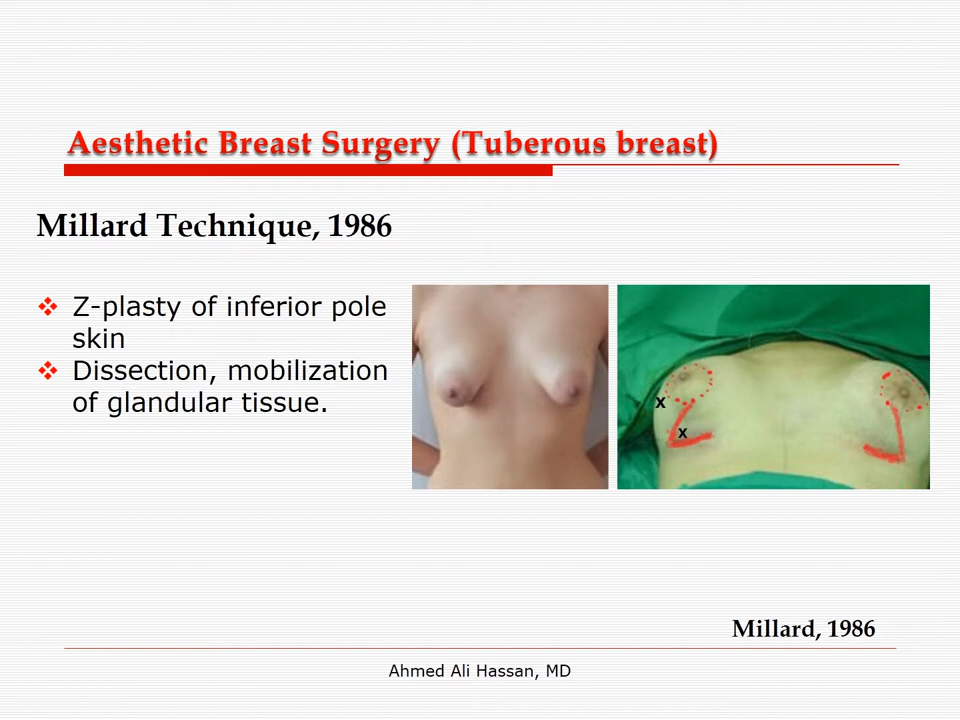 Aesthetic Breast Surgery (Tuberous breast)
Millard Technique, 1986
Z-plasty of inferior pole
skin
Dissection, mobilization
of glandular tissue.
x
x
Millard, 1986
Ahmed Ali Hassan, MD